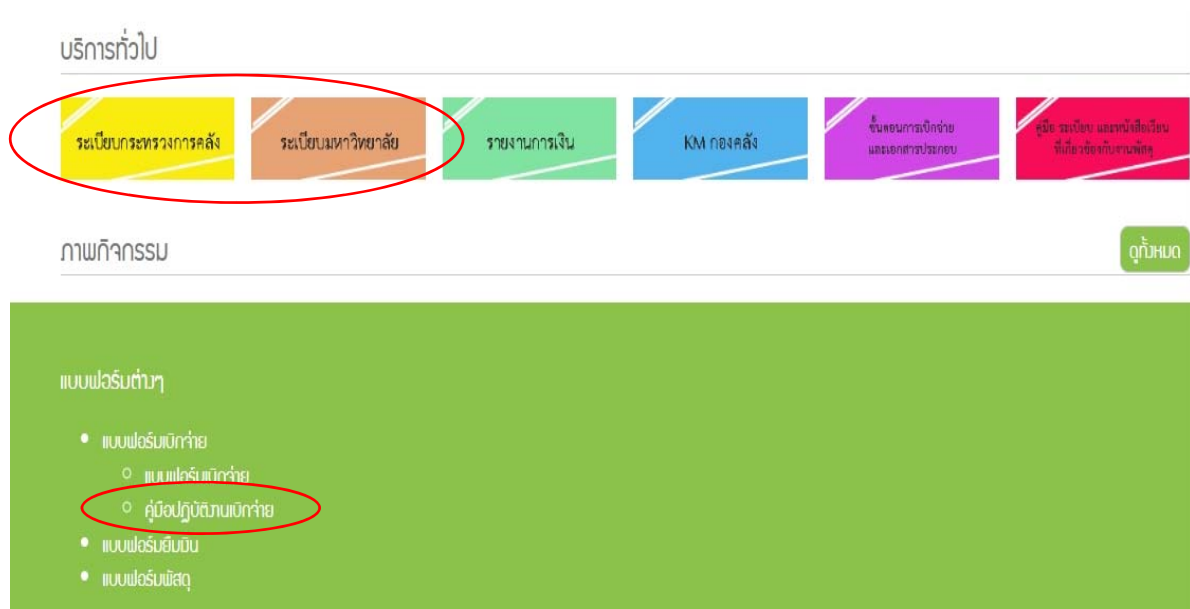 บริการทั่วไป
ระเบียบกระทรวงการคลัง
ระเบียบมหาวิทยาลัย
รายงานการเงิน
KM กองคลัง
ขั้นตอนการเบิกจ่าย
และเอกสารประกอบ
คู่มือ ระเบียบ และหนังสือเวียน
ที่เกี่ยวข้องกับงานพัสดุ
ภาพกิจกรรม
ดูทั้งหมด
แบบฟอร์มต่างๆ
แบบฟอร์มเบิกจ่าย
แบบฟอร์มเบิกจ่าย
คู่มือปฏิบัติงานเบิกจ่าย
แบบฟอร์มยืมเงิน
แบบฟอร์มพัสดุ